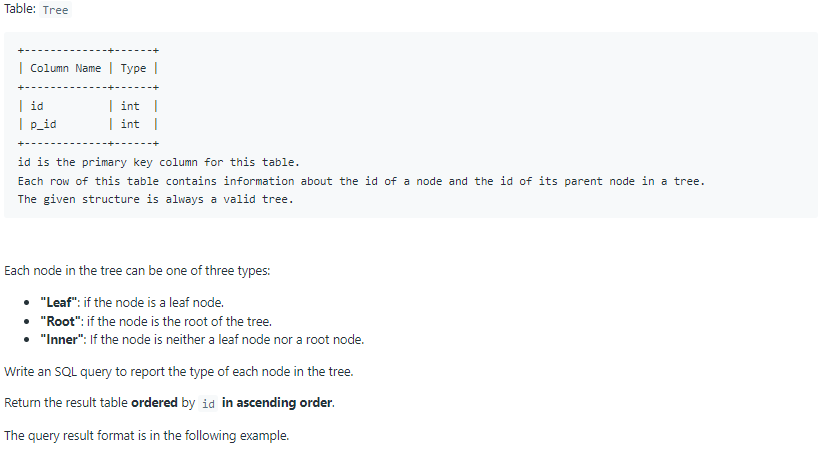 Table: Tree
+-------------+------+
| Column Name | Type |
+-------------+------+
| id          | int  |
| p_id        | int  |
+-------------+------+
id is the primary key column for this table.
Each row of this table contains information about the id of a node and the id of its parent node in a tree.
The given structure is always a valid tree.
Each node in the tree can be one of three types:
• "Leaf": if the node is a leaf node.
• "Root": if the node is the root of the tree.
• "Inner": If the node is neither a leaf node nor a root node.
Write an SQL query to report the type of each node in the tree.
Return the result table ordered by id in ascending order.
The query result format is in the following example.